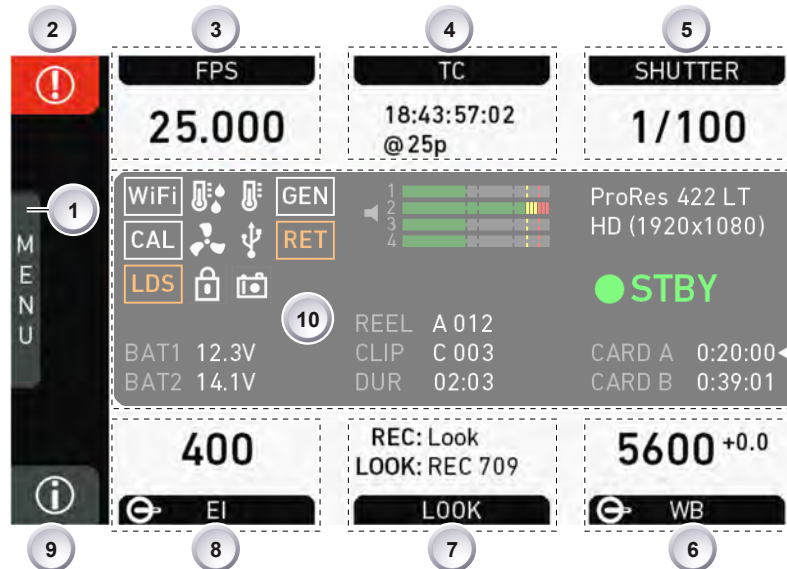 2
3
4
5
!
FPS
TC
SHUTTER
25.000
18:43:57:02
@ 25p
1/100
1
MENU
WiFi
GEN
CAL
RET
LDS
10
1
2
3
4
ProRes 422 LT
HD (1920x1080)
STBY
BAT1 12.3V
BAT2 14.1V
REEL A 012
CLIP C 003
DUR 02:03
CARD A 0:20:00
CARD B 0:39:01
400
REC: Look
LOOK: REC 709
5600 +0.0
i
EI
LOOK
WB
9
8
7
6